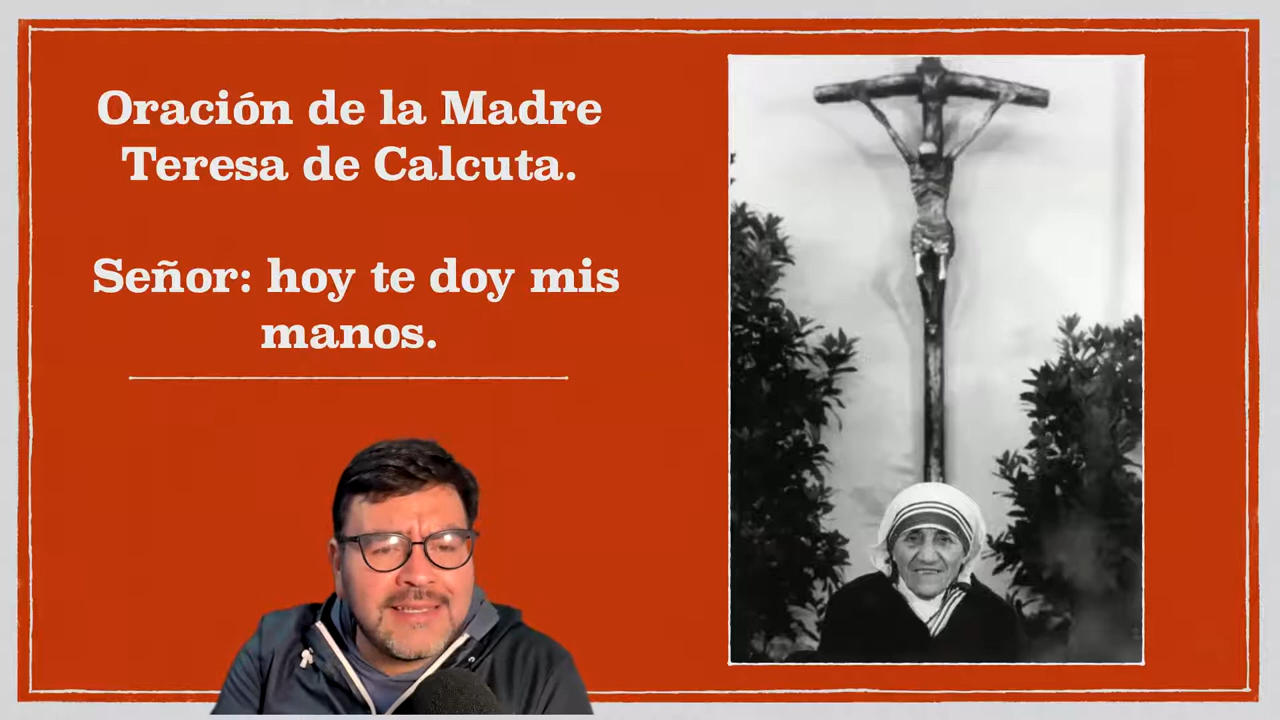 Oración de la Madre
Teresa de Calcuta.
Señor: hoy te doy mis
manos.